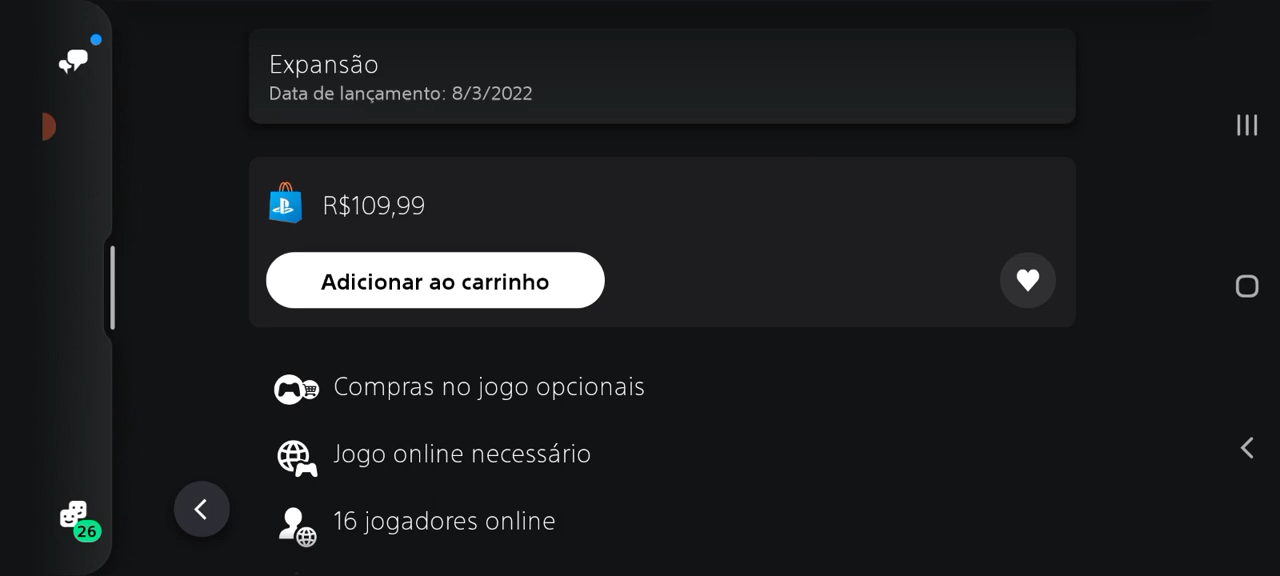 Expansão
Data de lançamento: 8/3/2022
R$109,99
Adicionar ao carrinho
Compras no jogo opcionais
Jogo online necessário
16 jogadores online
26